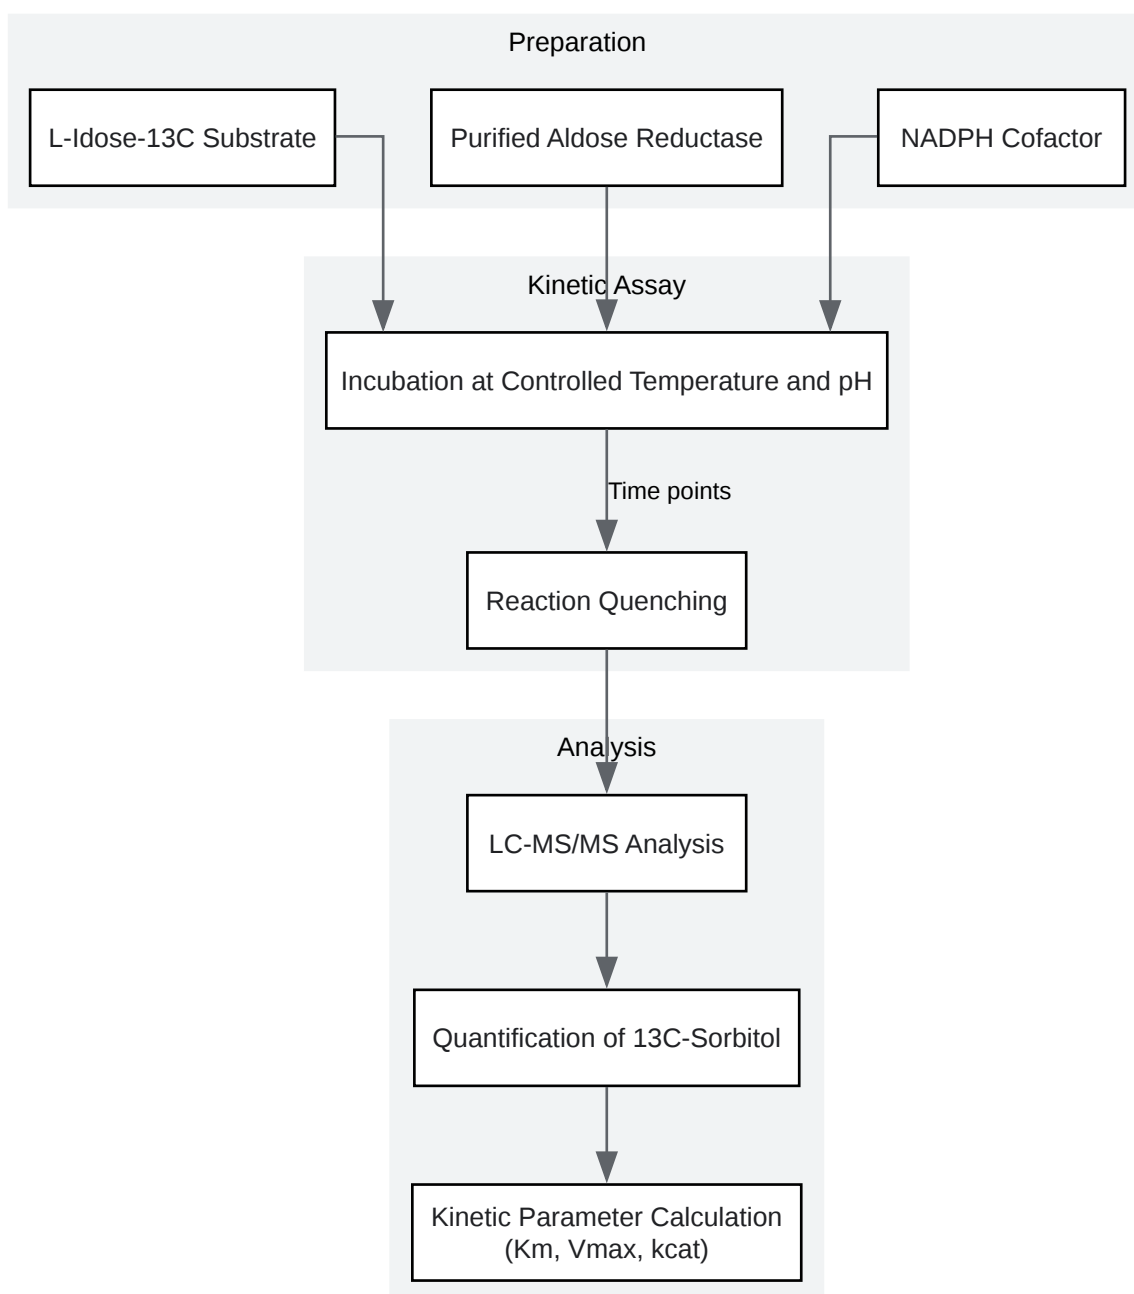 Preparation
L-Idose-13C Substrate
Purified Aldose Reductase
NADPH Cofactor
Kinetic Assay
Incubation at Controlled Temperature and pH
Time points
Reaction Quenching
Analysis
LC-MS/MS Analysis
Quantification of 13C-Sorbitol
Kinetic Parameter Calculation
(Km, Vmax, kcat)